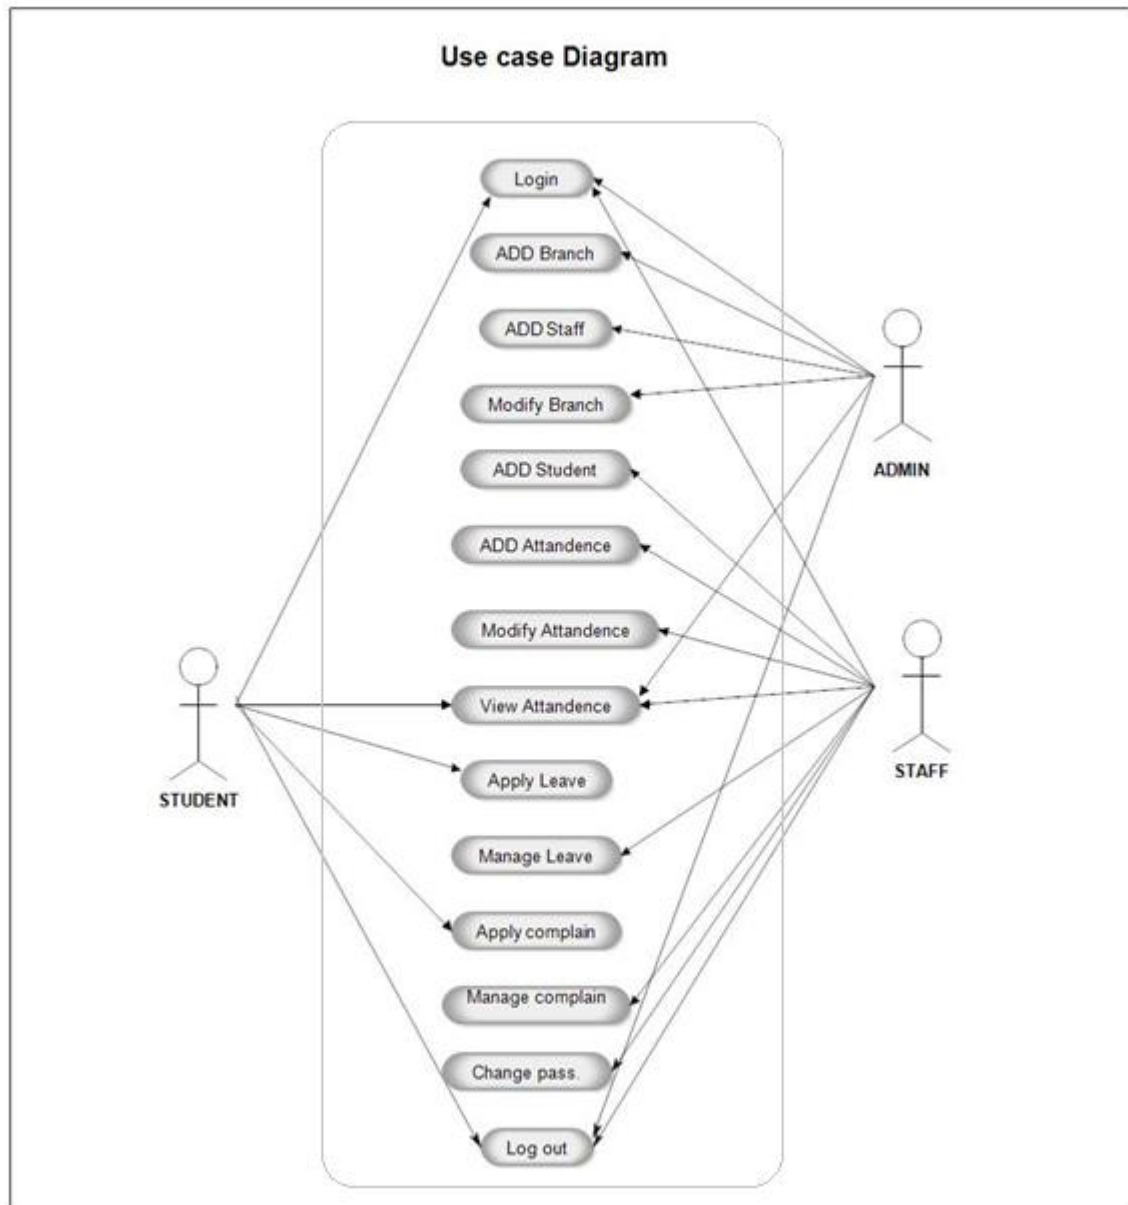 Use case Diagram
Login
ADD Branch
ADD Staff
Modify Branch
ADMIN
ADD Student
ADD Attandence
Modify Attandence
View Attandence
STAFF
Apply Leave
STUDENT
Manage Leave
Apply complain
Manage complain
Change pass.
Log out